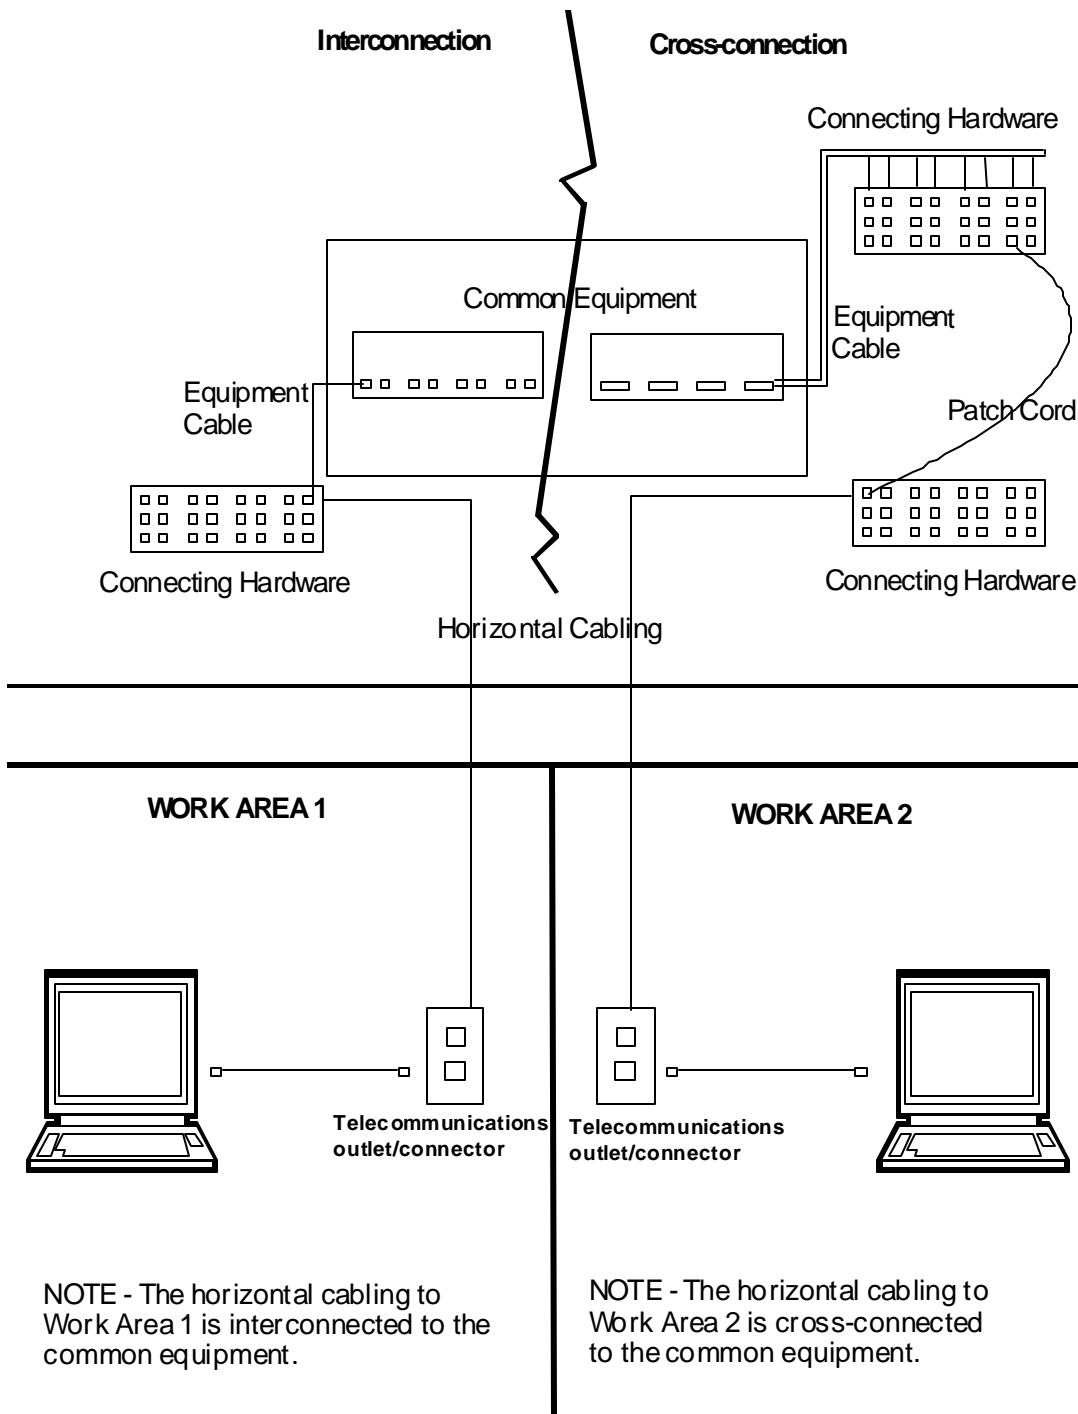 Interconnection
Cross-connection
Connecting Hardware
Common Equipment
Equipment
Cable
Equipment
Cable
Patch Cord
Connecting Hardware
Connecting Hardware
Horizontal Cabling
WORK AREA 1
WORK AREA 2
Telecommunications
outlet/connector
Telecommunications
outlet/connector
NOTE - The horizontal cabling to
Work Area 1 is interconnected to the
common equipment.
NOTE - The horizontal cabling to
Work Area 2 is cross-connected
to the common equipment.